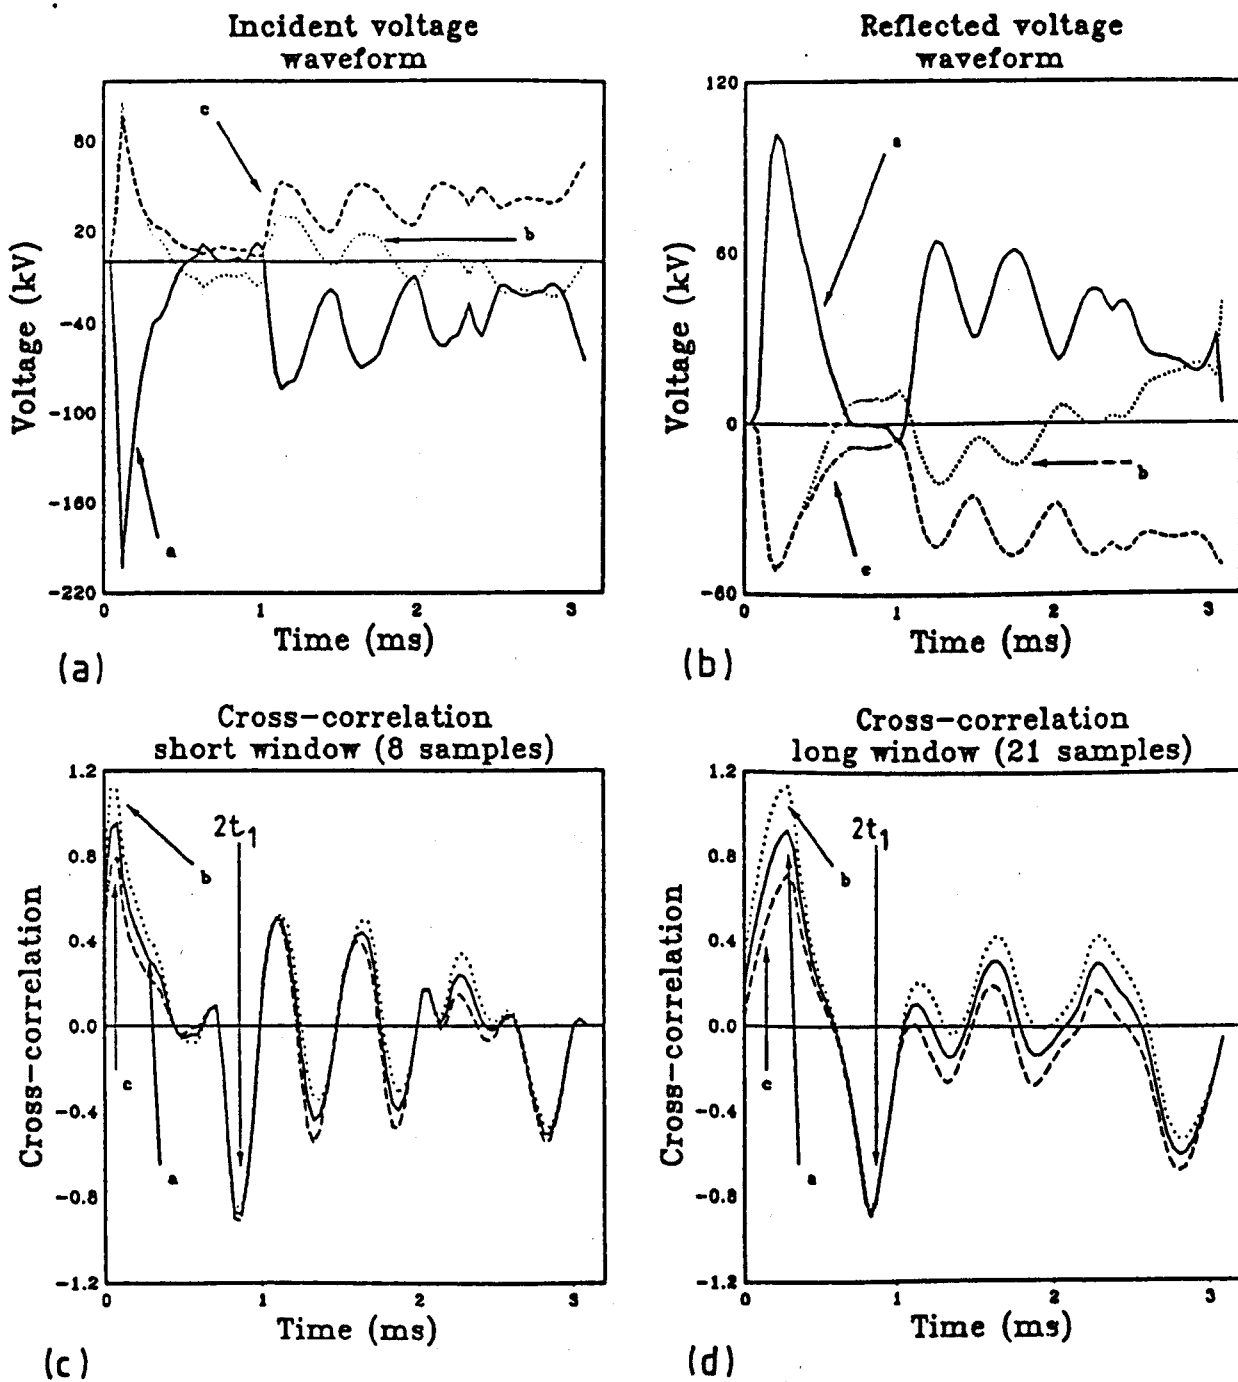 Incident voltage
waveform
80
20
-40
-100
-160
-220
0 1 2 3
Voltage (kV)
Time (ms)
c
b
a
(a)
Reflected voltage
waveform
120
60
0
-60
0 1 2 3
Voltage (kV)
Time (ms)
a
b
c
(b)
Cross-correlation
short window (8 samples)
1.2
0.8
0.4
0.0
-0.4
-0.8
-1.2
0 1 2 3
Cross-correlation
Time (ms)
2t1
b
c
a
(c)
Cross-correlation
long window (21 samples)
1.2
0.8
0.4
0.0
-0.4
-0.8
-1.2
0 1 2 3
Cross-correlation
Time (ms)
2t1
b
c
a
(d)